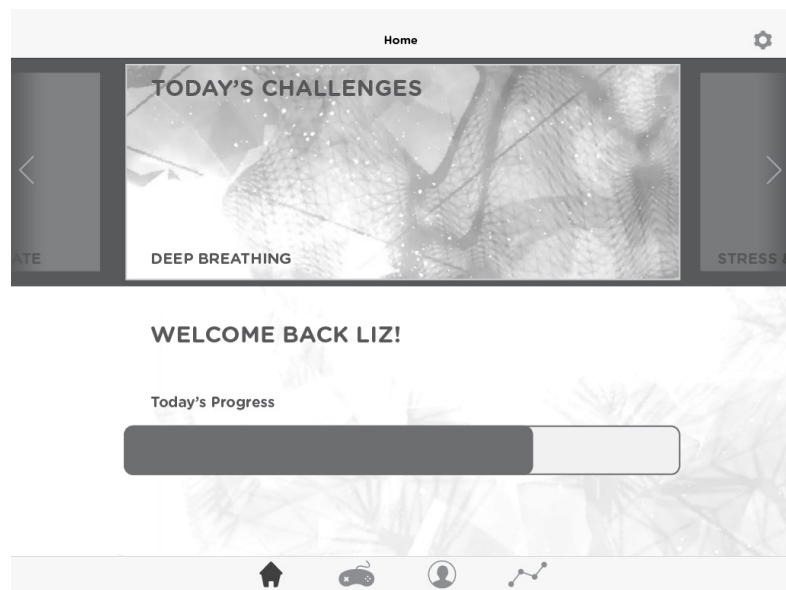 Home
TODAY'S CHALLENGES
ATE
DEEP BREATHING
STRESS &
WELCOME BACK LIZ!
Today's Progress